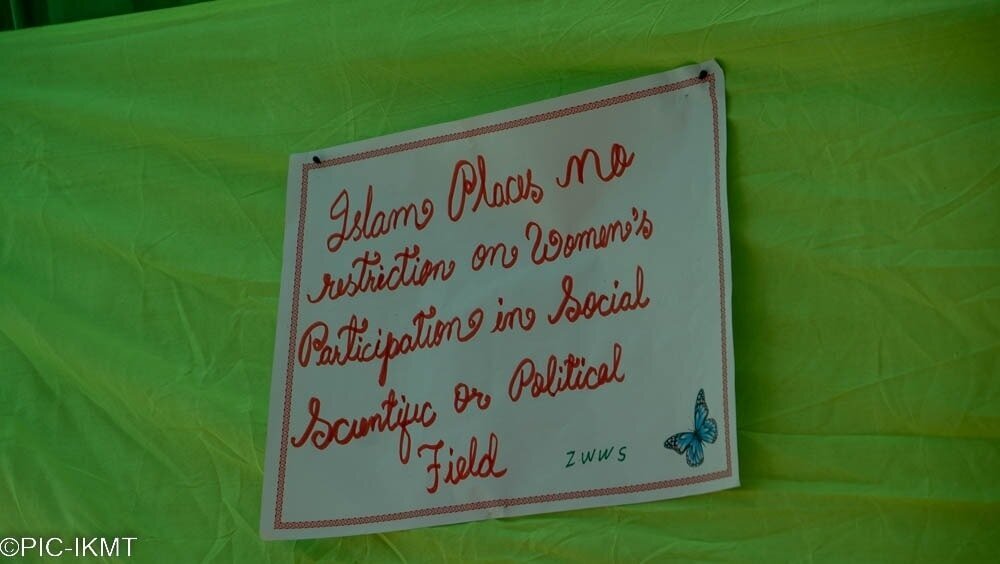 Islam Places no
restriction on Women's
Participation in Social
Scientific or Political
Field
ZWWS
©PIC-IKMT